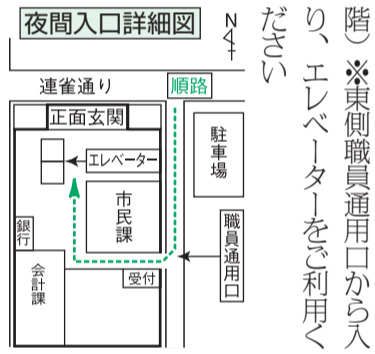 階）※東側職員通用口から入
り、エレベーターをご利用く
ださい
夜間入口詳細図
N
連雀通り
順路
正面玄関
エレベーター
駐車場
市民課
銀行
職員通用口
会計課
受付